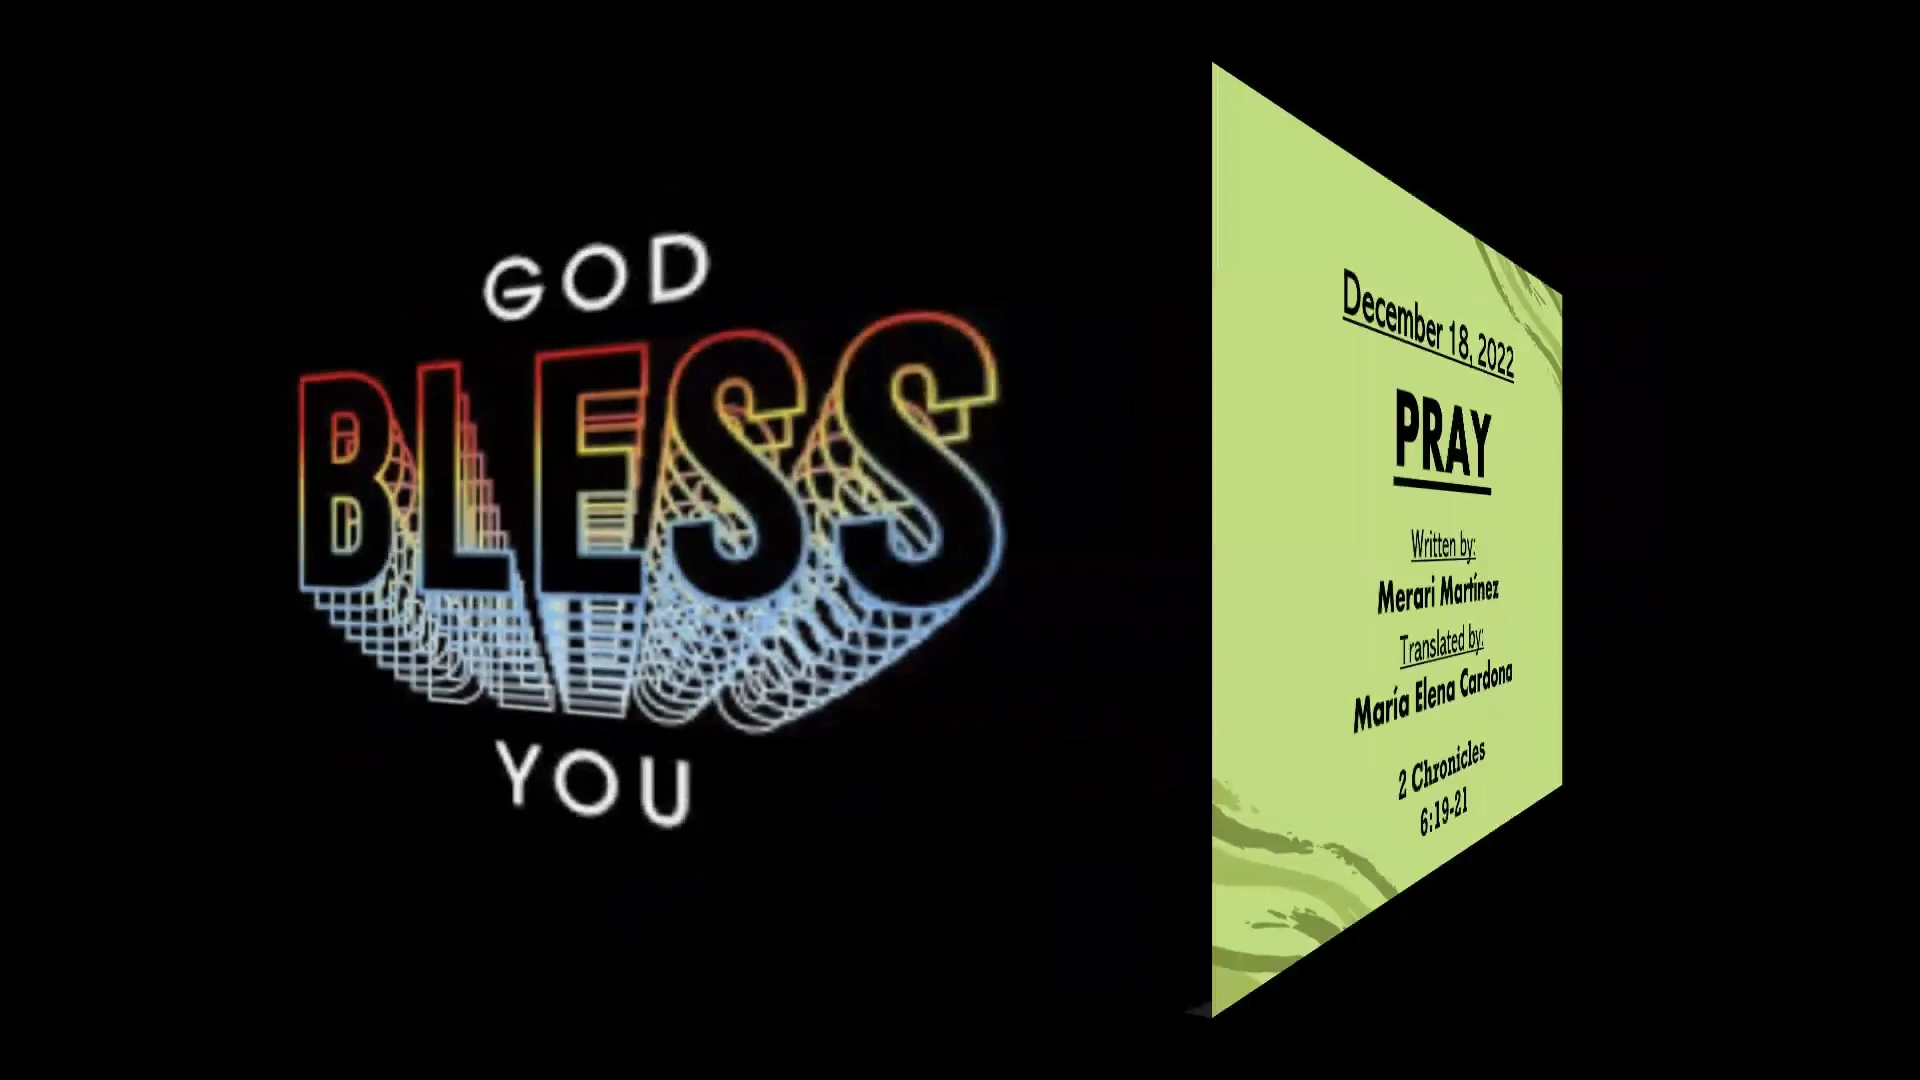 GOD
BLESS
YOU
December 18, 2022
PRAY
Written by:
Merari Martínez
Translated by:
María Elena Cardona
2 Chronicles
6:19-21